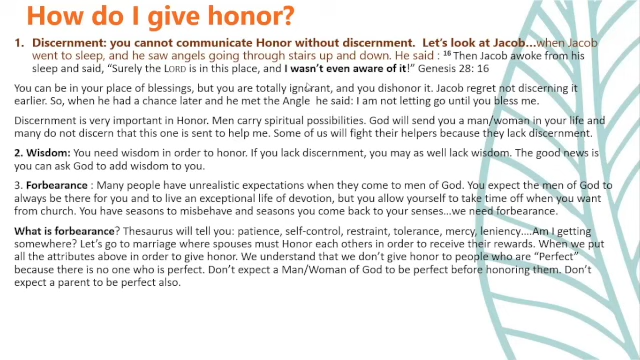 How do I give honor?
1. Discernment: you cannot communicate Honor without discernment. Let's look at Jacob...when Jacob
went to sleep, and he saw angels going through stairs up and down. He said : 16 Then Jacob awoke from his
sleep and said, "Surely the LORD is in this place, and I wasn't even aware of it!" Genesis 28: 16
You can be in your place of blessings, but you are totally ignorant, and you dishonor it. Jacob regret not discerning it
earlier. So, when he had a chance later and he met the Angle he said: I am not letting go until you bless me.
Discernment is very important in Honor. Men carry spiritual possibilities. God will send you a man/woman in your life and
many do not discern that this one is sent to help me. Some of us will fight their helpers because they lack discernment.
2. Wisdom: You need wisdom in order to honor. If you lack discernment, you may as well lack wisdom. The good news is
you can ask God to add wisdom to you.
3. Forbearance : Many people have unrealistic expectations when they come to men of God. You expect the men of God to
always be there for you and to live an exceptional life of devotion, but you allow yourself to take time off when you want
from church. You have seasons to misbehave and seasons you come back to your senses...we need forbearance.
What is forbearance? Thesaurus will tell you: patience, self-control, restraint, tolerance, mercy, leniency....Am I getting
somewhere? Let's go to marriage where spouses must Honor each others in order to receive their rewards. When we put
all the attributes above in order to give honor. We understand that we don't give honor to people who are "Perfect"
because there is no one who is perfect. Don't expect a Man/Woman of God to be perfect before honoring them. Don't
expect a parent to be perfect also.